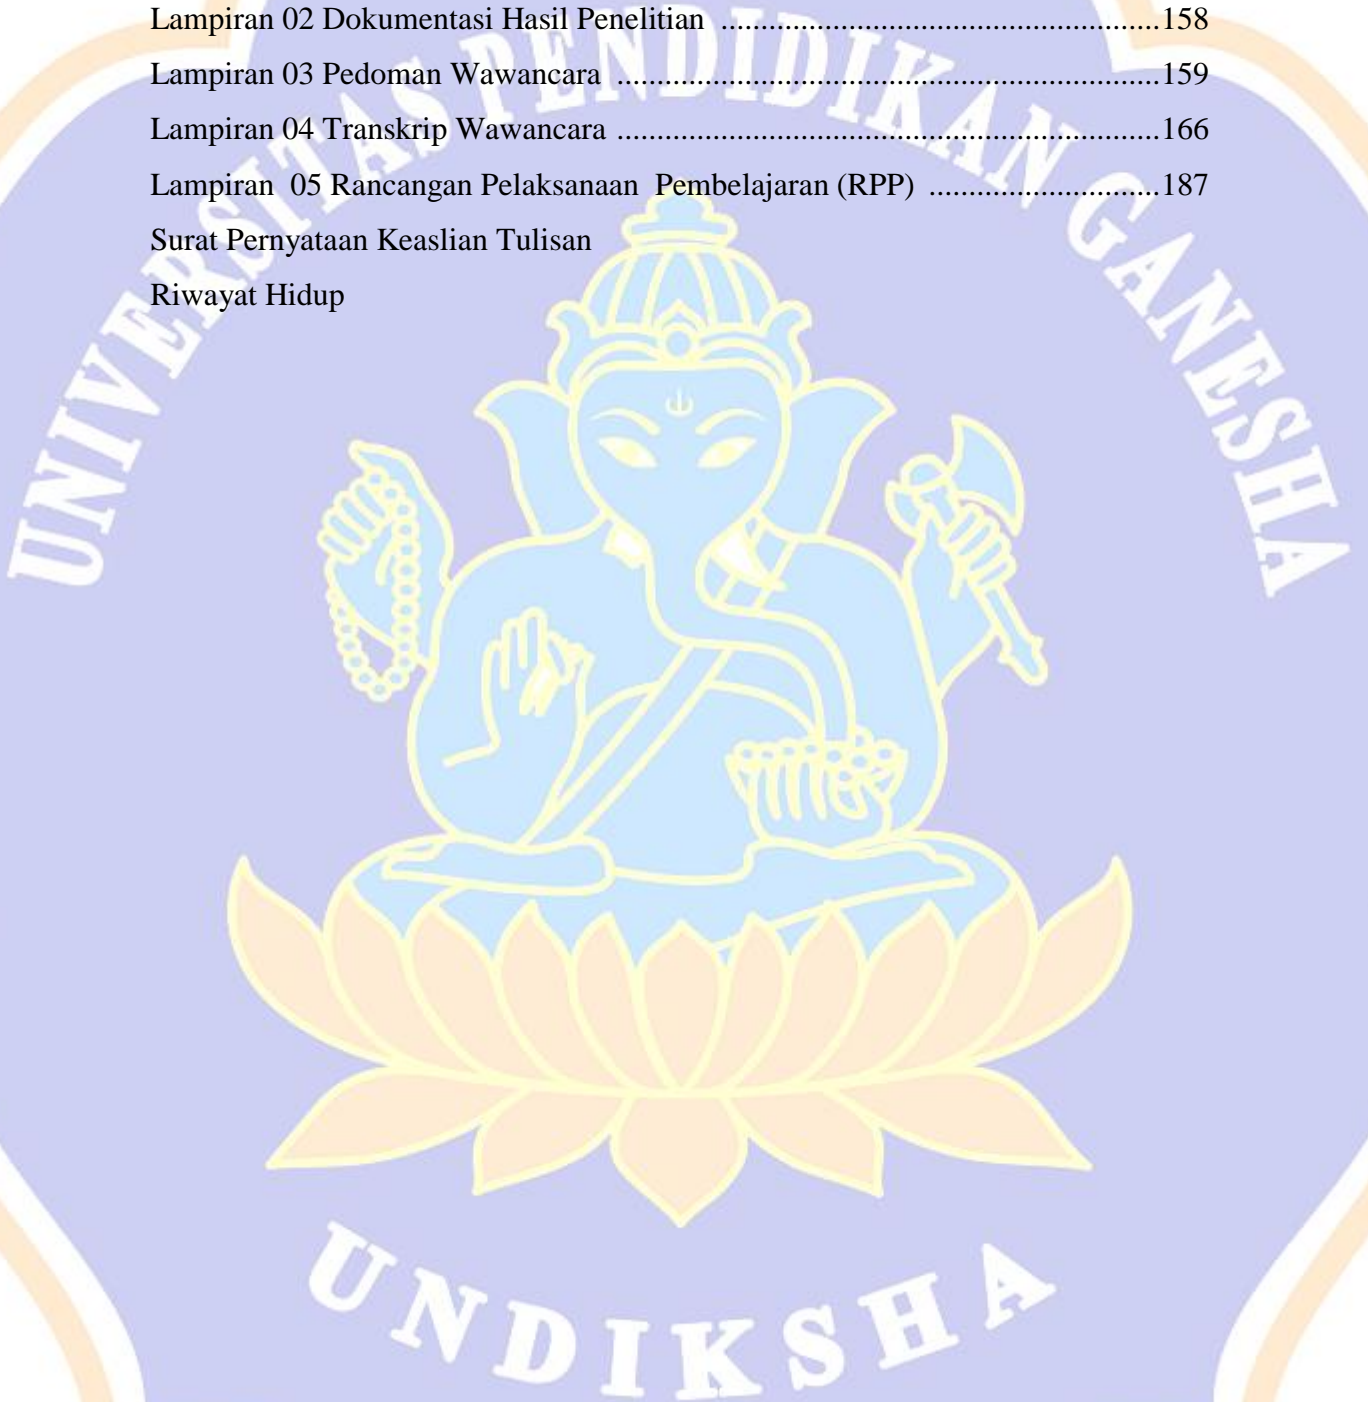 Lampiran 02 Dokumentasi Hasil Penelitian ......................................................158
Lampiran 03 Pedoman Wawancara ...................................................................159
Lampiran 04 Transkrip Wawancara ...................................................................166
Lampiran  05 Rancangan Pelaksanaan  Pembelajaran (RPP) ............................187
Surat Pernyataan Keaslian Tulisan
Riwayat Hidup
UNIVERSITAS PENDIDIKAN GANESHA
UNDIKSHA